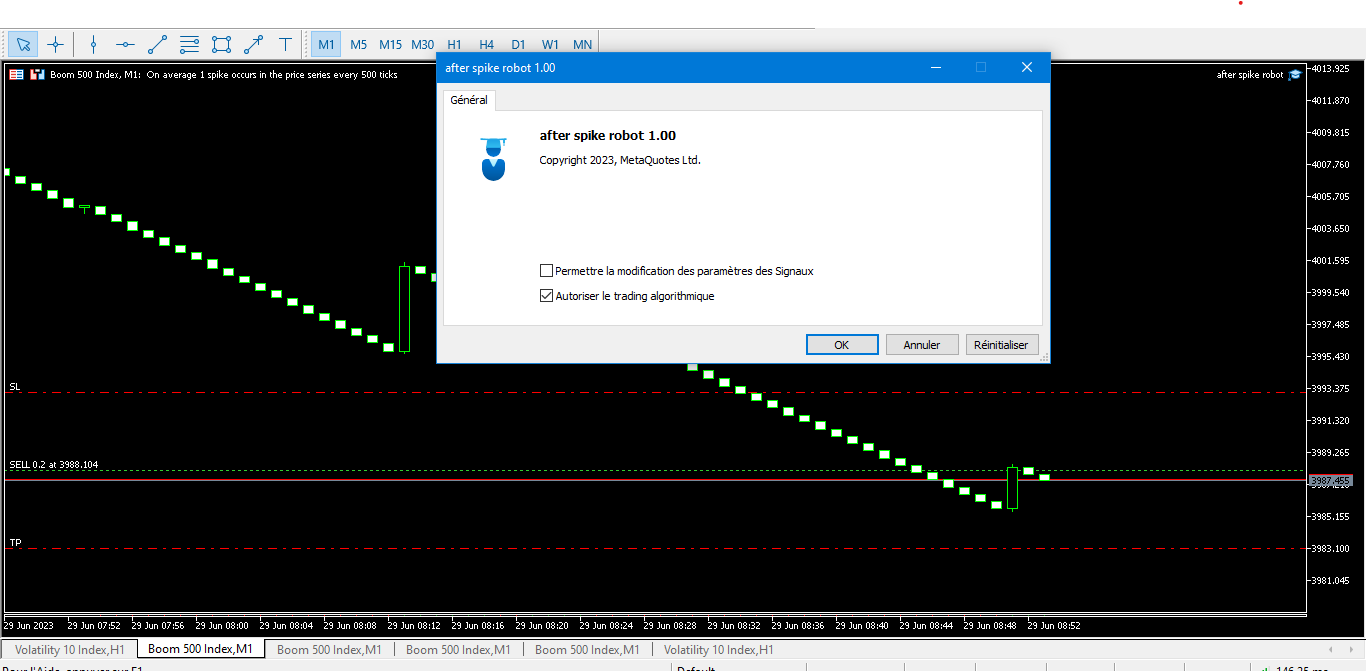 M1 M5 M15 M30 H1 H4 D1 W1 MN
Boom 500 Index, M1: On average 1 spike occurs in the price series every 500 ticks
after spike robot
after spike robot 1.00
Général
after spike robot 1.00
Copyright 2023, MetaQuotes Ltd.
Permettre la modification des paramètres des Signaux
Autoriser le trading algorithmique
OK Annuler Réinitialiser
SL
SELL 0.2 at 3988.104
TP
4013.925
4011.870
4009.815
4007.760
4005.705
4003.650
4001.595
3999.540
3997.485
3995.430
3993.375
3991.320
3989.265
3987.455
3985.155
3983.100
3981.045
29 Jun 2023 29 Jun 07:52 29 Jun 07:56 29 Jun 08:00 29 Jun 08:04 29 Jun 08:08 29 Jun 08:12 29 Jun 08:16 29 Jun 08:20 29 Jun 08:24 29 Jun 08:28 29 Jun 08:32 29 Jun 08:36 29 Jun 08:40 29 Jun 08:44 29 Jun 08:48 29 Jun 08:52
Volatility 10 Index,H1 Boom 500 Index,M1 Boom 500 Index,M1 Boom 500 Index,M1 Boom 500 Index,M1 Volatility 10 Index,H1
Pour l'Aide, appuyer sur F1 Default 146.25 ms